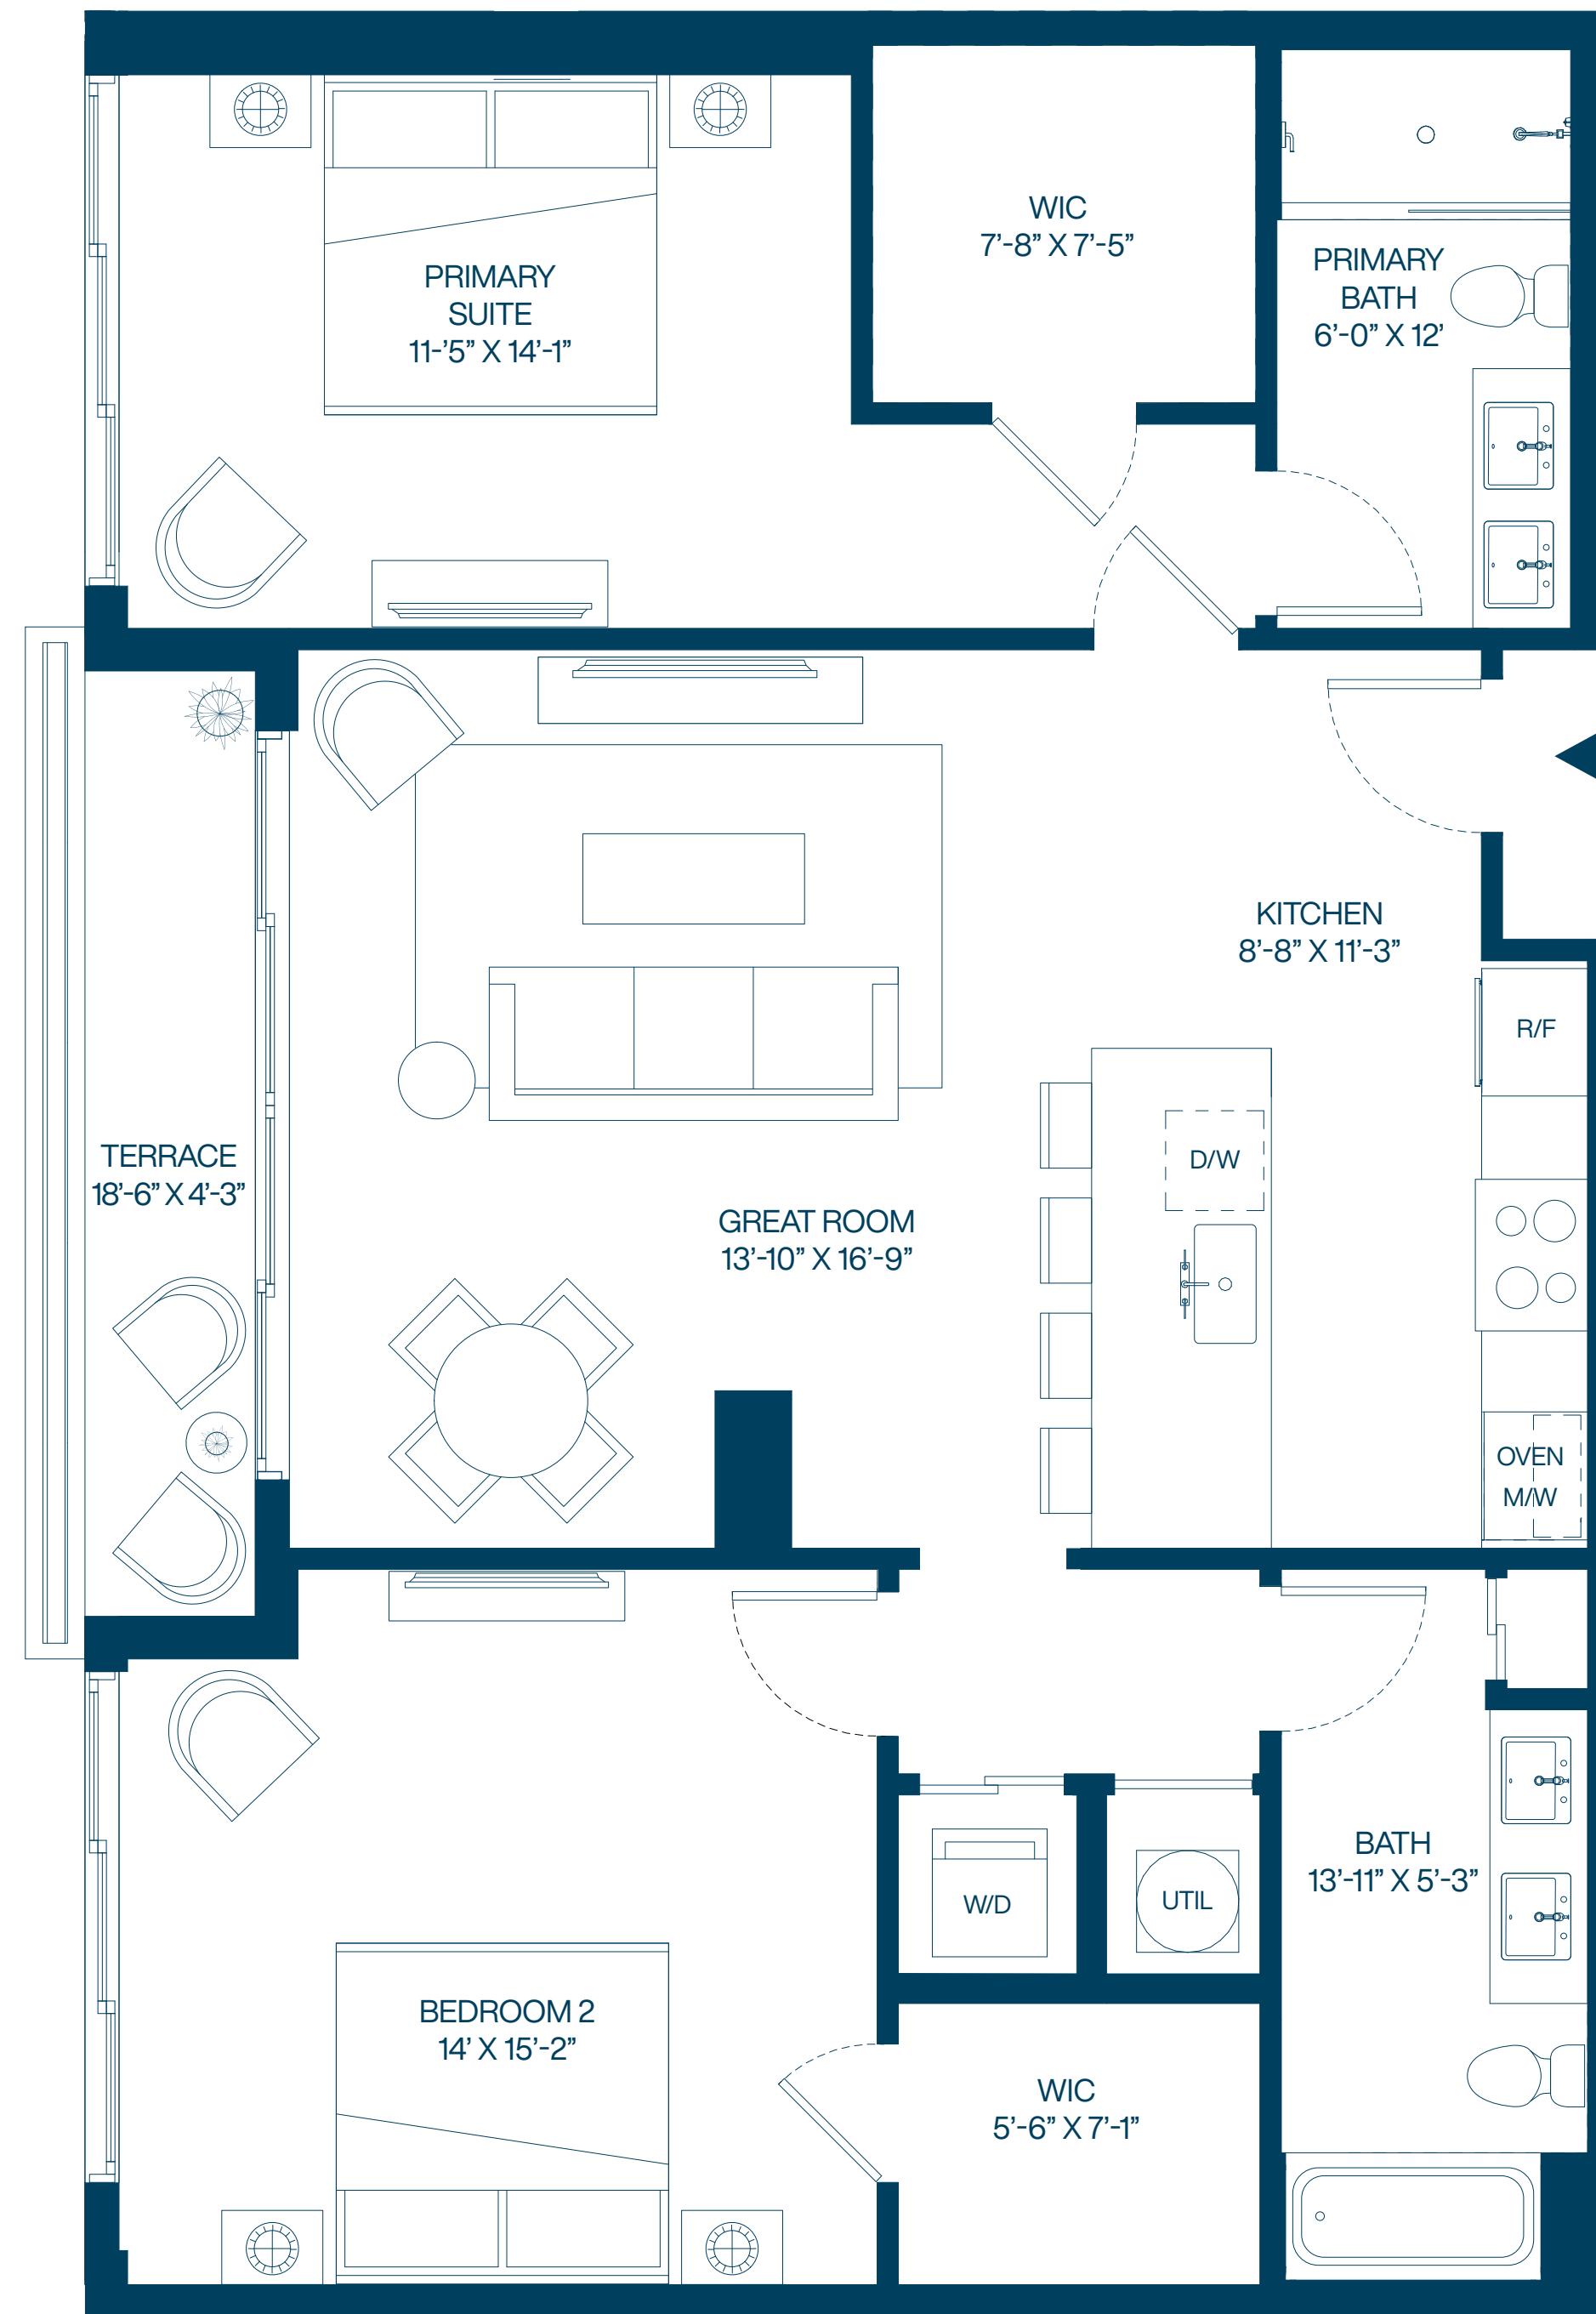 WIC
7’-8” X 7’-5”
PRIMARY
BATH
6’-0” X 12’
PRIMARY
SUITE
11-’5” X 14’-1”
KITCHEN
8’-8” X 11’-3”
R/F
TERRACE
18’-6” X 4’-3”
D/W
GREAT ROOM
13’-10” X 16’-9”
OVEN
M/W
BATH
13’-11” X 5’-3”
W/D
UTIL
BEDROOM 2
14’ X 15’-2”
WIC
5’-6” X 7’-1”